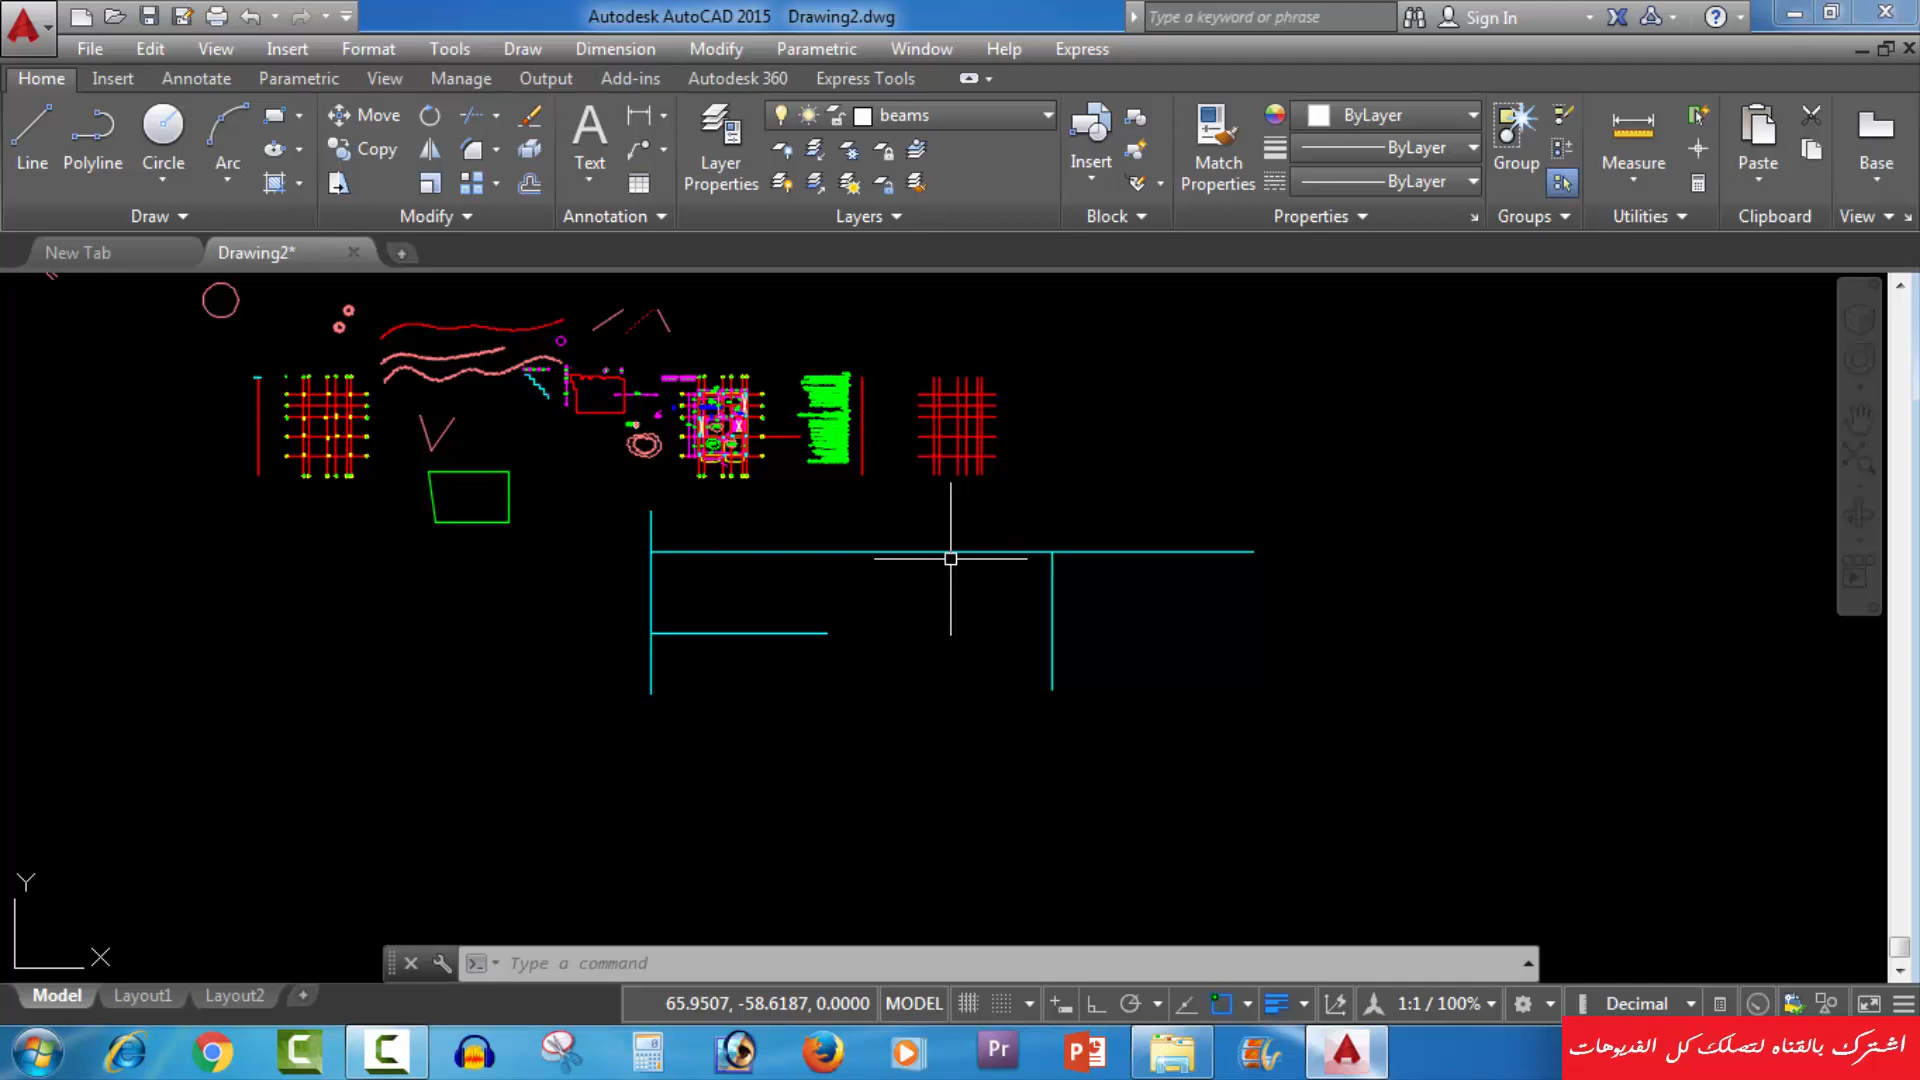 Autodesk AutoCAD 2015 Drawing2.dwg
Type a keyword or phrase
Sign In
File Edit View Insert Format Tools Draw Dimension Modify Parametric Window Help Express
Home Insert Annotate Parametric View Manage Output Add-ins Autodesk 360 Express Tools
Move
beams
ByLayer
Copy
ByLayer
Line Polyline Circle Arc Text Layer Properties Insert Match Properties Group Measure Paste Base
ByLayer
Draw Modify Annotation Layers Block Properties Groups Utilities Clipboard View
New Tab Drawing2*
Y
X
Type a command
Model Layout1 Layout2
65.9507, -58.6187, 0.0000 MODEL 1:1 / 100% Decimal
Pr
اشترك بالقناه لتصلك كل الفديوهات